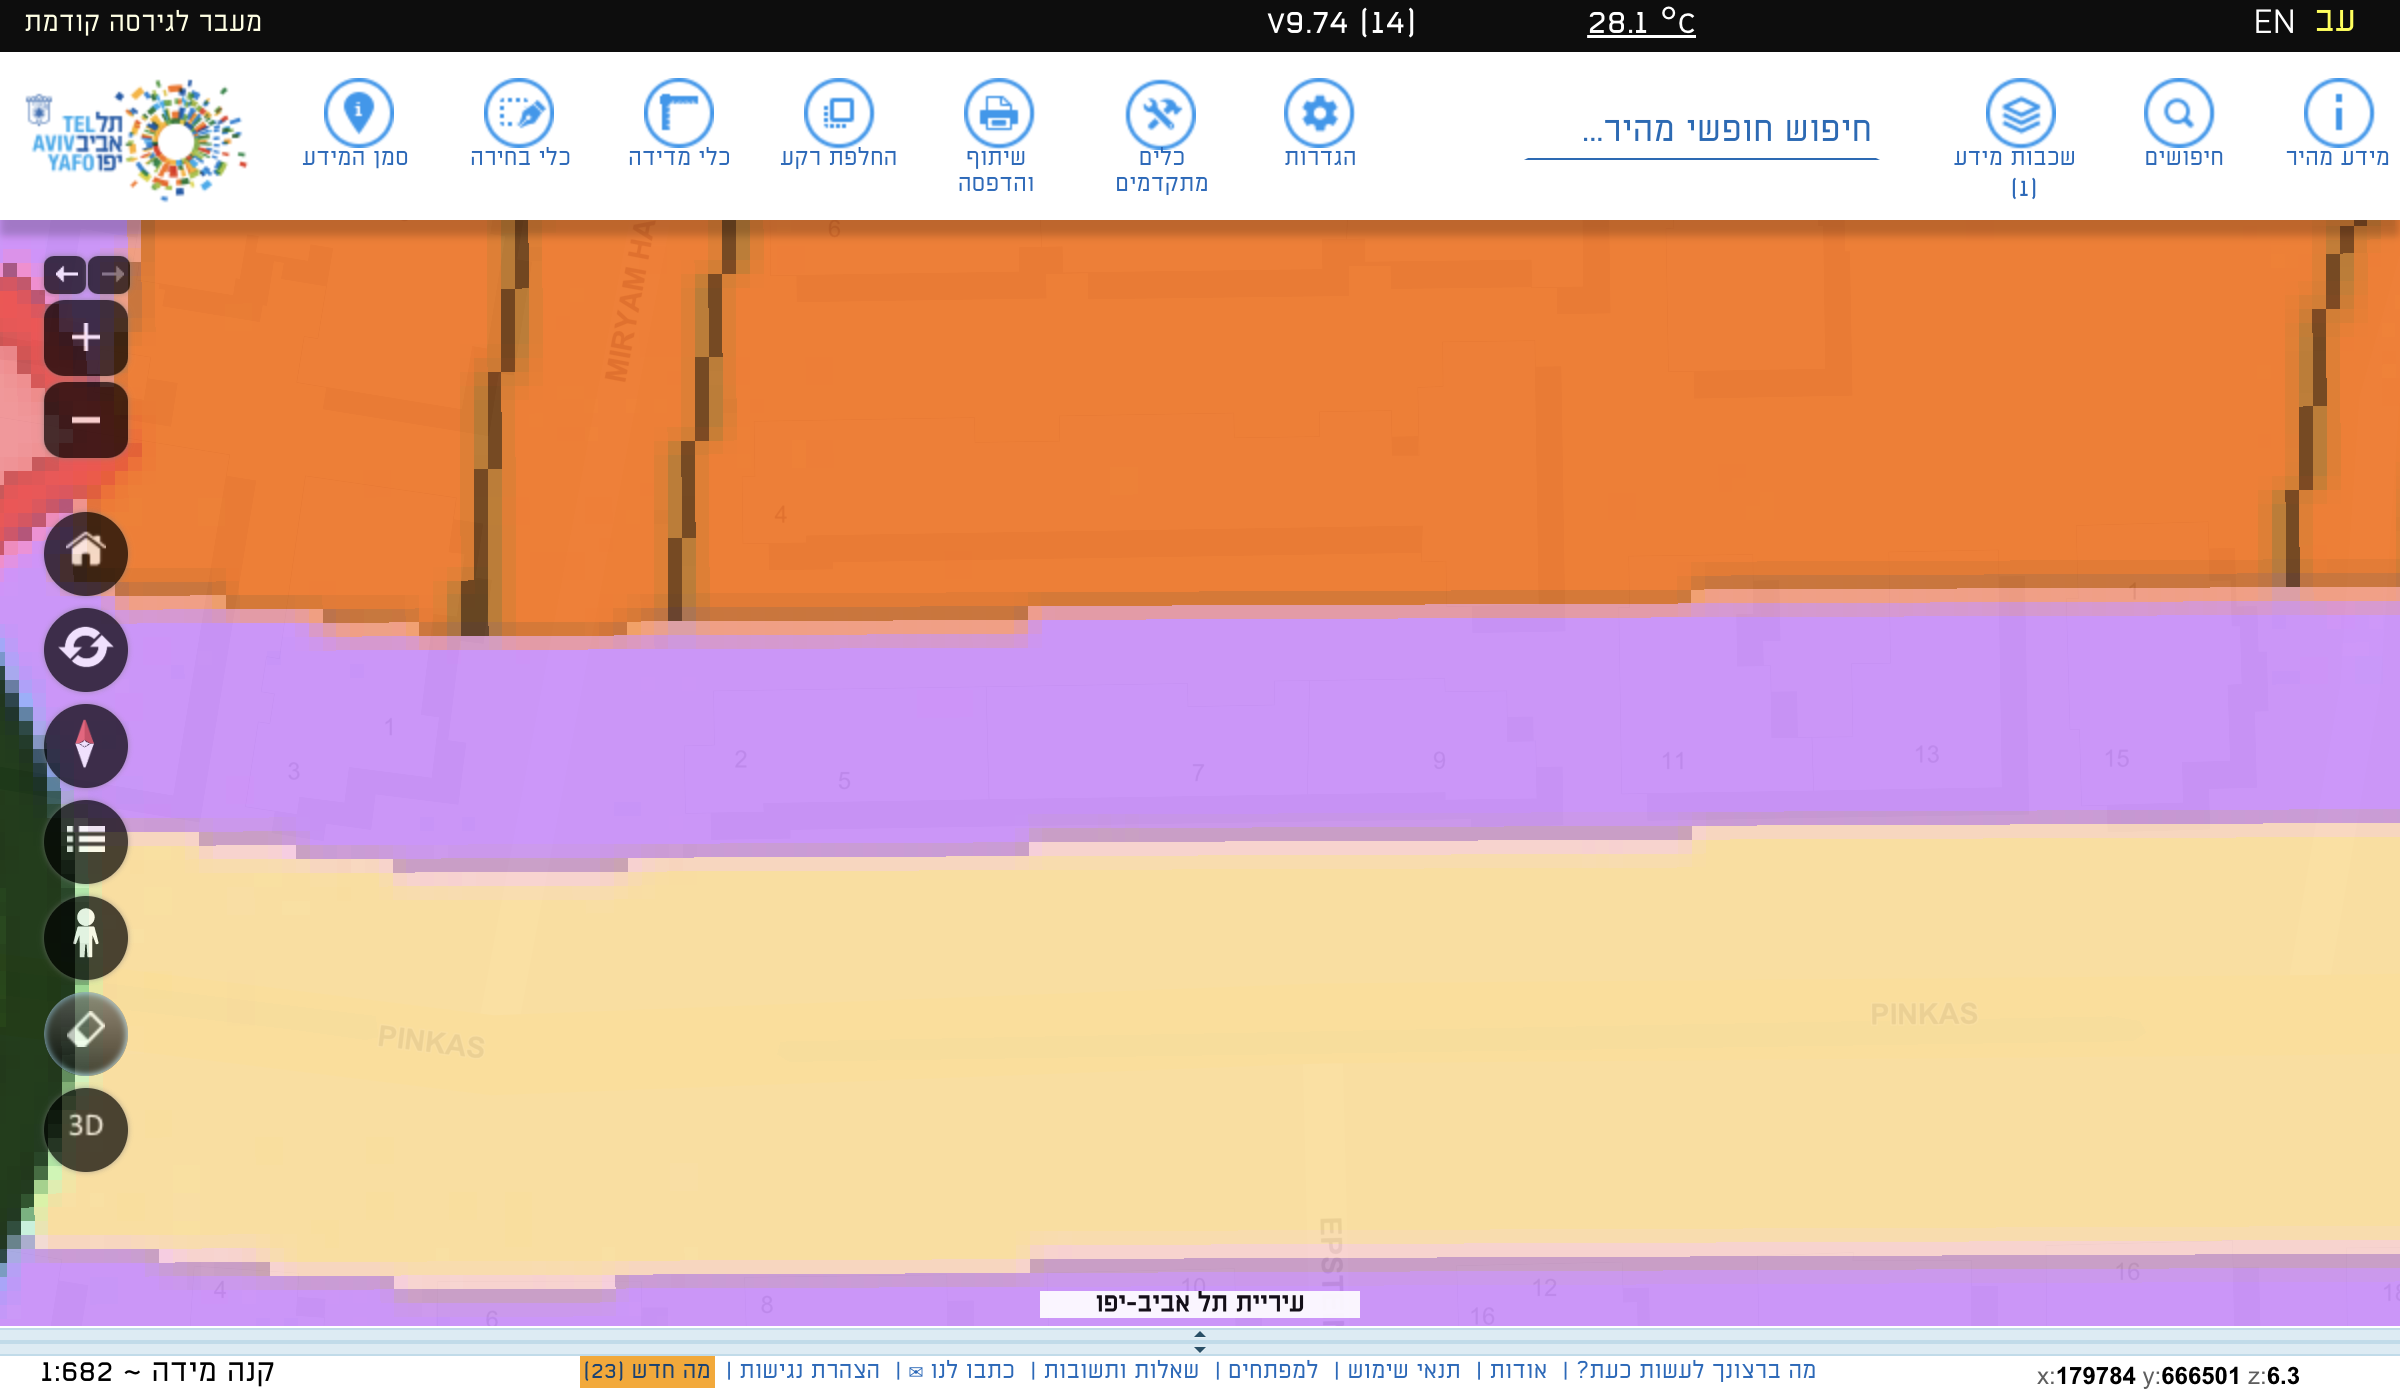 עב EN
28.1 °C
V9.74 (14)
מעבר לגירסה קודמת
מידע מהיר
חיפושים
שכבות מידע
(1)
חיפוש חופשי מהיר...
הגדרות
כלים
מתקדמים
שיתוף
והדפסה
החלפת רקע
כלי מדידה
כלי בחירה
סמן המידע
תל
אביב
יפו
TEL
AVIV
YAFO
6
MIRYAM HA
4
1
1
3
2
5
7
9
11
13
15
PINKAS
PINKAS
3D
EPST
4
6
8
10
12
16
16
עיריית תל אביב-יפו
קנה מידה ~ 1:682
מה ברצונך לעשות כעת? | אודות | תנאי שימוש | למפתחים | שאלות ותשובות | כתבו לנו ✉ | הצהרת נגישות | מה חדש (23)
x:179784 y:666501 z:6.3